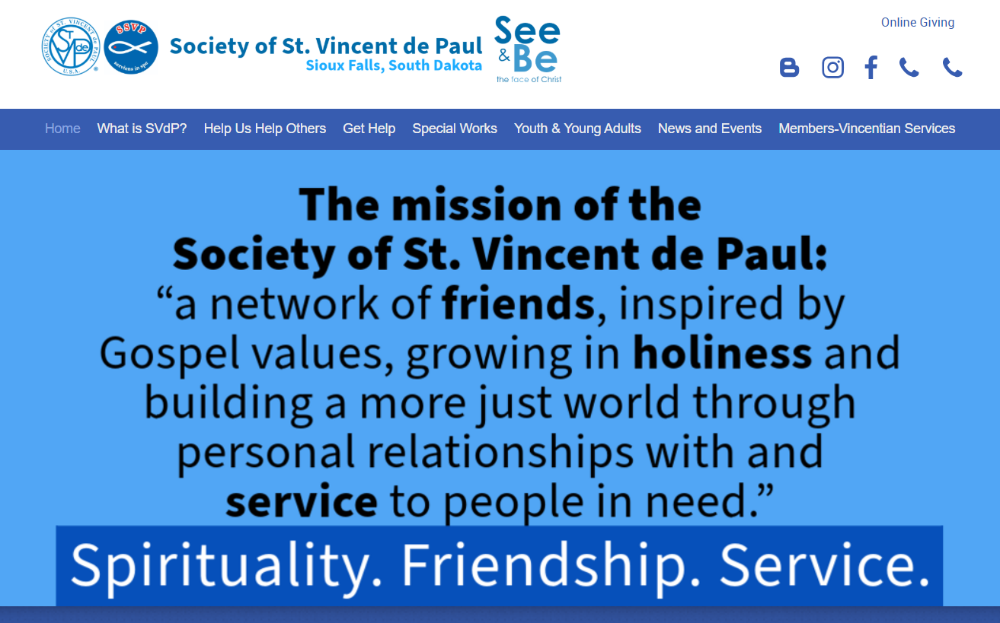 SOCIETY of ST. VINCENT de PAUL
U.S.A.
St
V de
P
®
SSVP
serviens in spe
Society of St. Vincent de Paul
Sioux Falls, South Dakota
See
& Be
the face of Christ
Online Giving
Home What is SVdP? Help Us Help Others Get Help Special Works Youth & Young Adults News and Events Members-Vincentian Services
The mission of the
Society of St. Vincent de Paul:
“a network of friends, inspired by
Gospel values, growing in holiness and
building a more just world through
personal relationships with and
service to people in need.”
Spirituality. Friendship. Service.